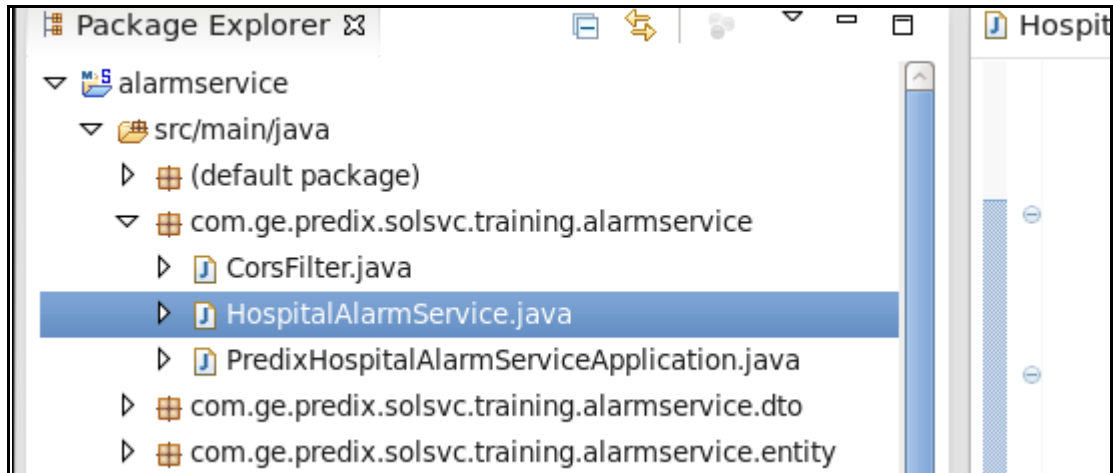 Package Explorer
Hospit
alarmservice
src/main/java
(default package)
com.ge.predix.solsvc.training.alarmservice
CorsFilter.java
HospitalAlarmService.java
PredixHospitalAlarmServiceApplication.java
com.ge.predix.solsvc.training.alarmservice.dto
com.ge.predix.solsvc.training.alarmservice.entity